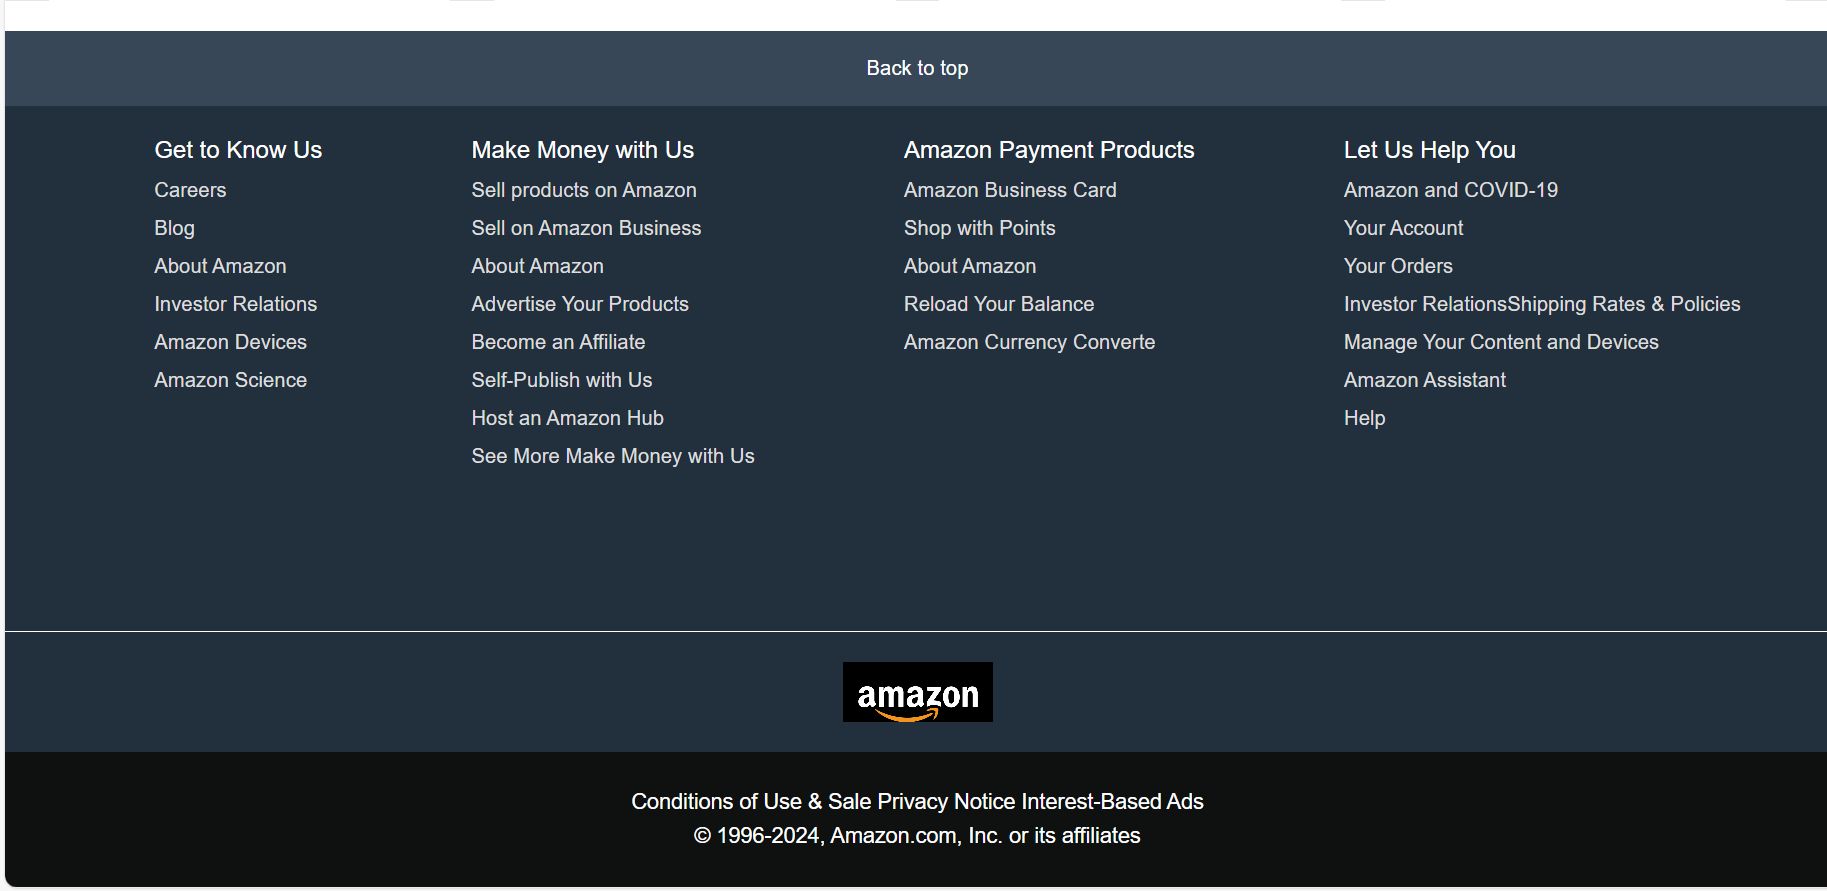 Back to top
Get to Know Us
Careers
Blog
About Amazon
Investor Relations
Amazon Devices
Amazon Science
Make Money with Us
Sell products on Amazon
Sell on Amazon Business
About Amazon
Advertise Your Products
Become an Affiliate
Self-Publish with Us
Host an Amazon Hub
See More Make Money with Us
Amazon Payment Products
Amazon Business Card
Shop with Points
About Amazon
Reload Your Balance
Amazon Currency Converte
Let Us Help You
Amazon and COVID-19
Your Account
Your Orders
Investor RelationsShipping Rates & Policies
Manage Your Content and Devices
Amazon Assistant
Help
amazon
Conditions of Use & Sale Privacy Notice Interest-Based Ads
© 1996-2024, Amazon.com, Inc. or its affiliates